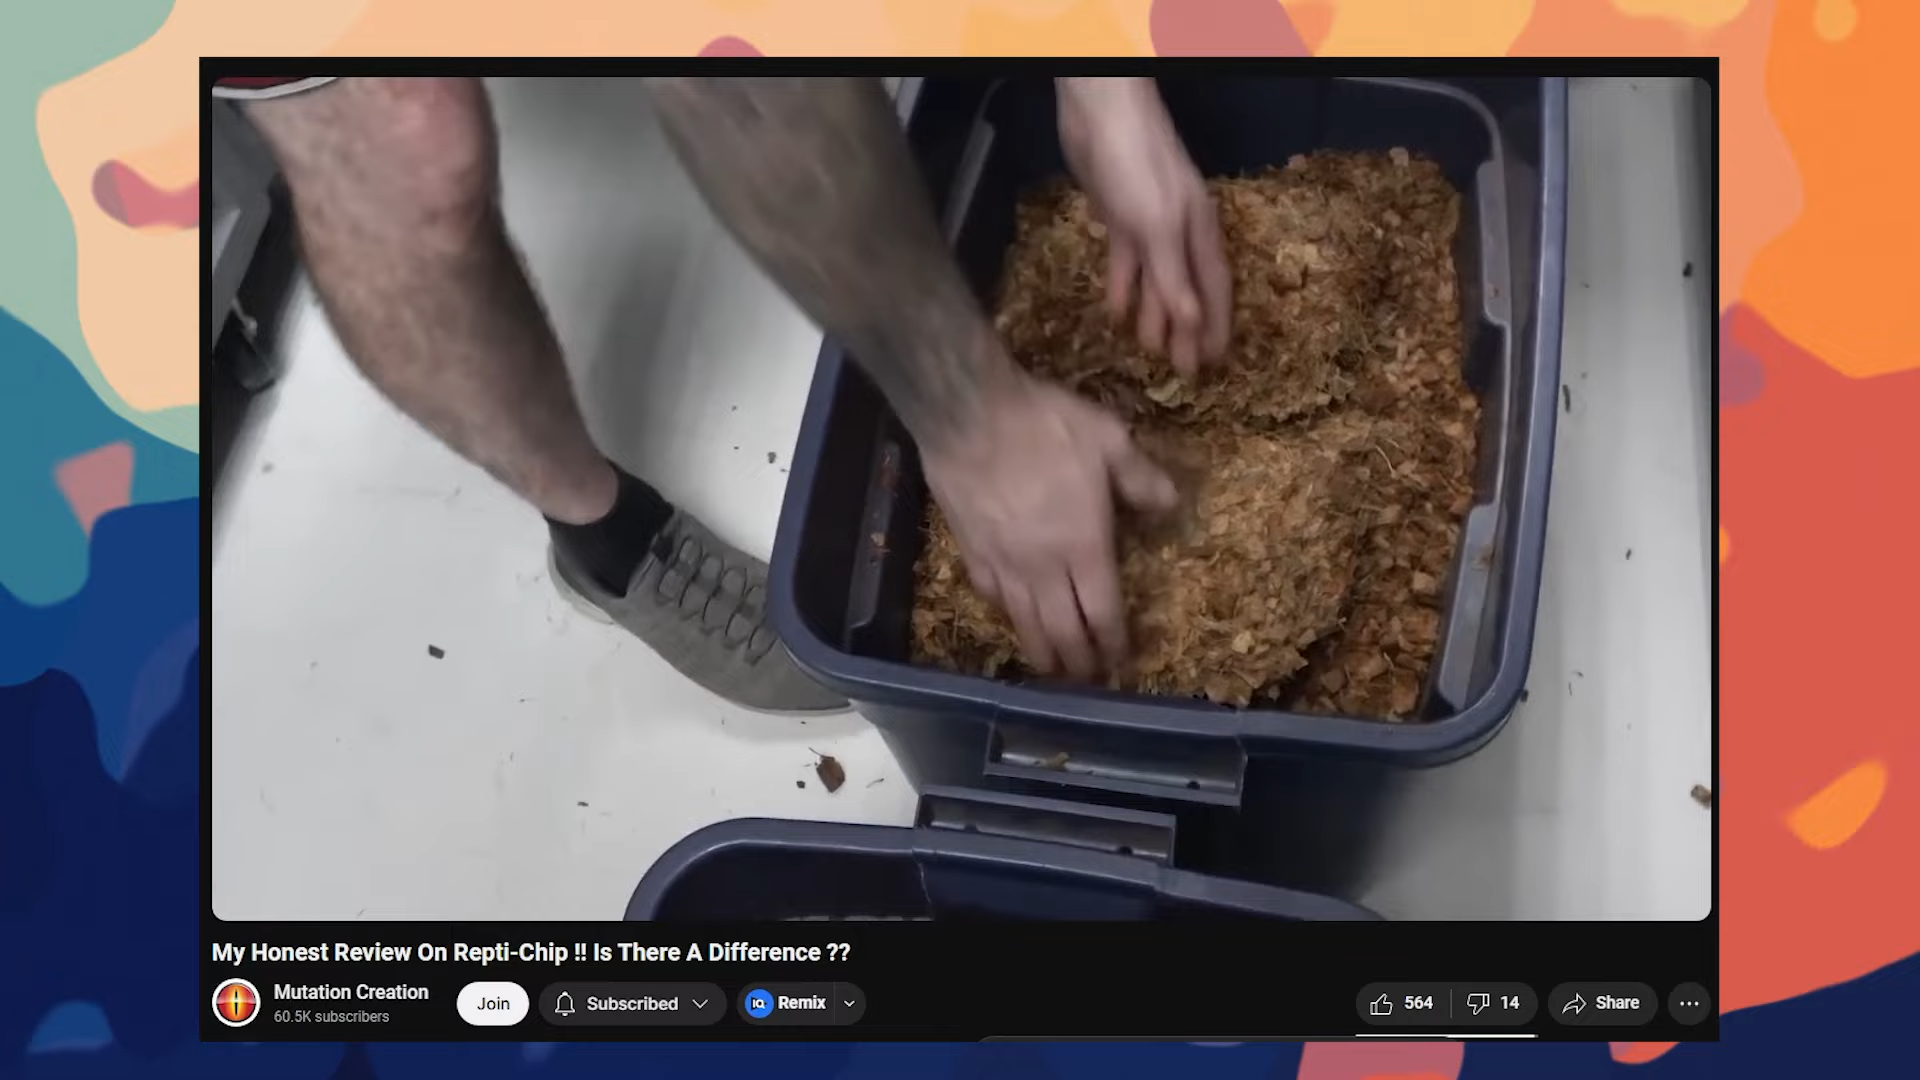 My Honest Review On Repti-Chip !! Is There A Difference ??
Mutation Creation
60.5K subscribers
Join
Subscribed
Remix
564
14
Share